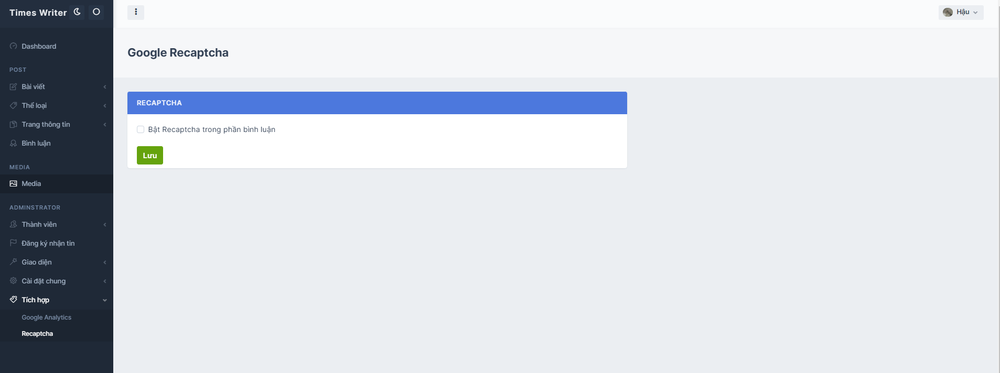 Times Writer
Hậu
Dashboard
POST
Bài viết
Thể loại
Trang thông tin
Bình luận
MEDIA
Media
ADMINSTRATOR
Thành viên
Đăng ký nhận tin
Giao diện
Cài đặt chung
Tích hợp
Google Analytics
Recaptcha
Google Recaptcha
RECAPTCHA
Bật Recaptcha trong phần bình luận
Lưu